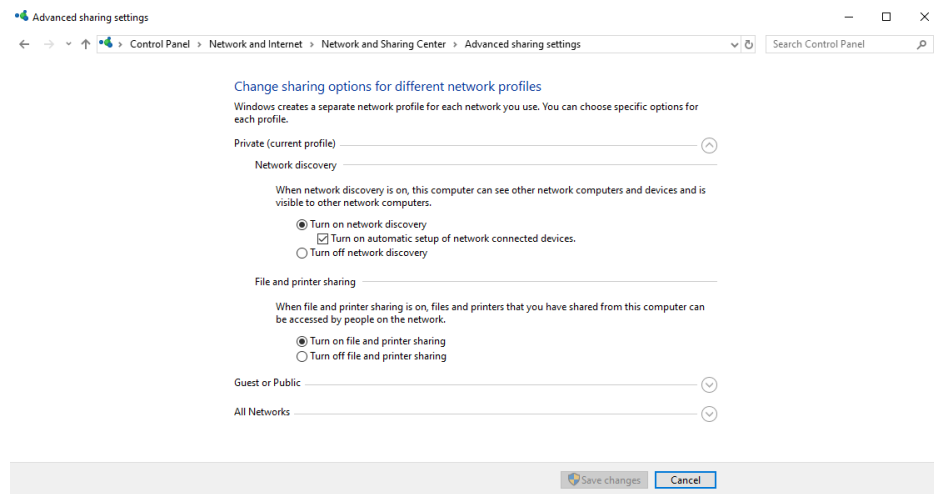 Advanced sharing settings
Control Panel > Network and Internet > Network and Sharing Center > Advanced sharing settings
Search Control Panel
Change sharing options for different network profiles
Windows creates a separate network profile for each network you use. You can choose specific options for
each profile.
Private (current profile)
Network discovery
When network discovery is on, this computer can see other network computers and devices and is
visible to other network computers.
Turn on network discovery
Turn on automatic setup of network connected devices.
Turn off network discovery
File and printer sharing
When file and printer sharing is on, files and printers that you have shared from this computer can
be accessed by people on the network.
Turn on file and printer sharing
Turn off file and printer sharing
Guest or Public
All Networks
Save changes
Cancel